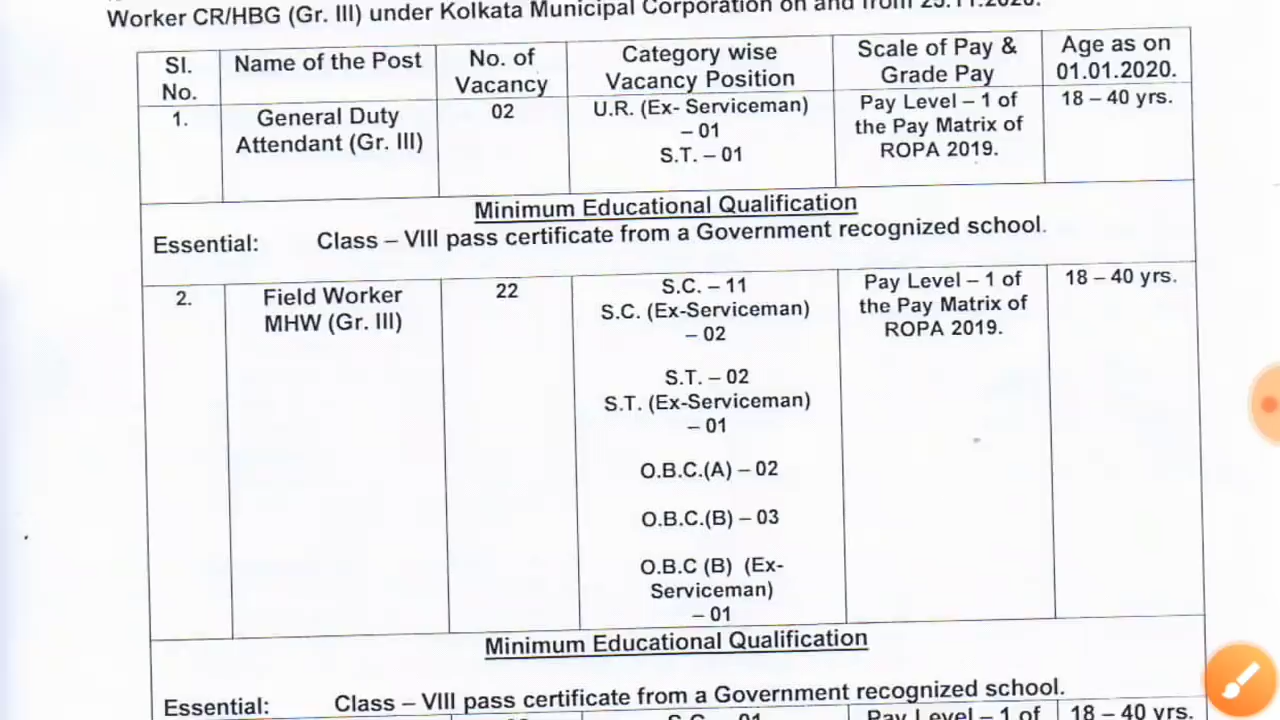 Worker CR/HBG (Gr. III) under Kolkata Municipal Corporation on and from 25.11.2020.
Sl. No. Name of the Post No. of Vacancy Category wise Vacancy Position Scale of Pay & Grade Pay Age as on 01.01.2020.
1. General Duty Attendant (Gr. III) 02 U.R. (Ex- Serviceman) – 01 S.T. – 01 Pay Level – 1 of the Pay Matrix of ROPA 2019. 18 – 40 yrs.
Minimum Educational Qualification
Essential: Class – VIII pass certificate from a Government recognized school.
2. Field Worker MHW (Gr. III) 22 S.C. – 11 S.C. (Ex-Serviceman) – 02 S.T. – 02 S.T. (Ex-Serviceman) – 01 O.B.C.(A) – 02 O.B.C.(B) – 03 O.B.C (B) (Ex-Serviceman) – 01 Pay Level – 1 of the Pay Matrix of ROPA 2019. 18 – 40 yrs.
Minimum Educational Qualification
Essential: Class – VIII pass certificate from a Government recognized school.
S.C. – 01 Pay Level – 1 of 18 – 40 yrs.